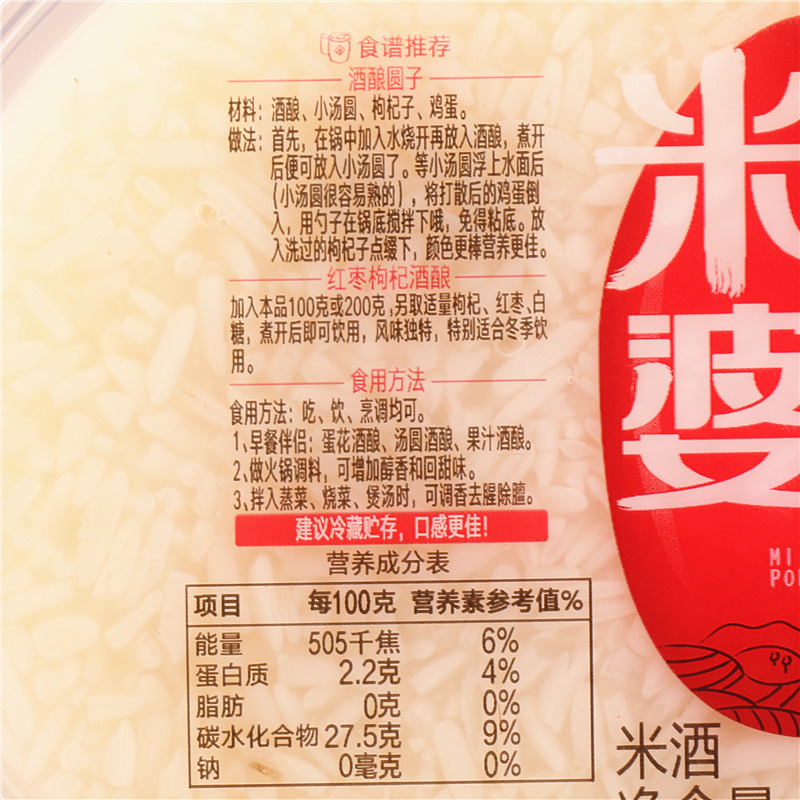 食谱推荐
酒酿圆子
材料：酒酿、小汤圆、枸杞子、鸡蛋。
做法：首先，在锅中加入水烧开再放入酒酿，煮开
后便可放入小汤圆了。等小汤圆浮上水面后
(小汤圆很容易熟的)，将打散后的鸡蛋倒
入，用勺子在锅底搅拌下哦，免得粘底。放
入洗过的枸杞子点缀下，颜色更棒营养更佳。
红枣枸杞酒酿
加入本品100克或200克,另取适量枸杞、红枣、白
糖，煮开后即可饮用，风味独特，特别适合冬季饮
用。
食用方法
食用方法：吃、饮、烹调均可。
1、早餐伴侣：蛋花酒酿、汤圆酒酿、果汁酒酿。
2、做火锅调料，可增加醇香和回甜味。
3、拌入蒸菜、烧菜、煲汤时，可调香去腥除膻。
建议冷藏贮存，口感更佳！
营养成分表
项目 每100克 营养素参考值%
能量 505千焦 6%
蛋白质 2.2克 4%
脂肪 0克 0%
碳水化合物 27.5克 9%
钠 0毫克 0%
米
婆
MI
PO
米酒
净含量